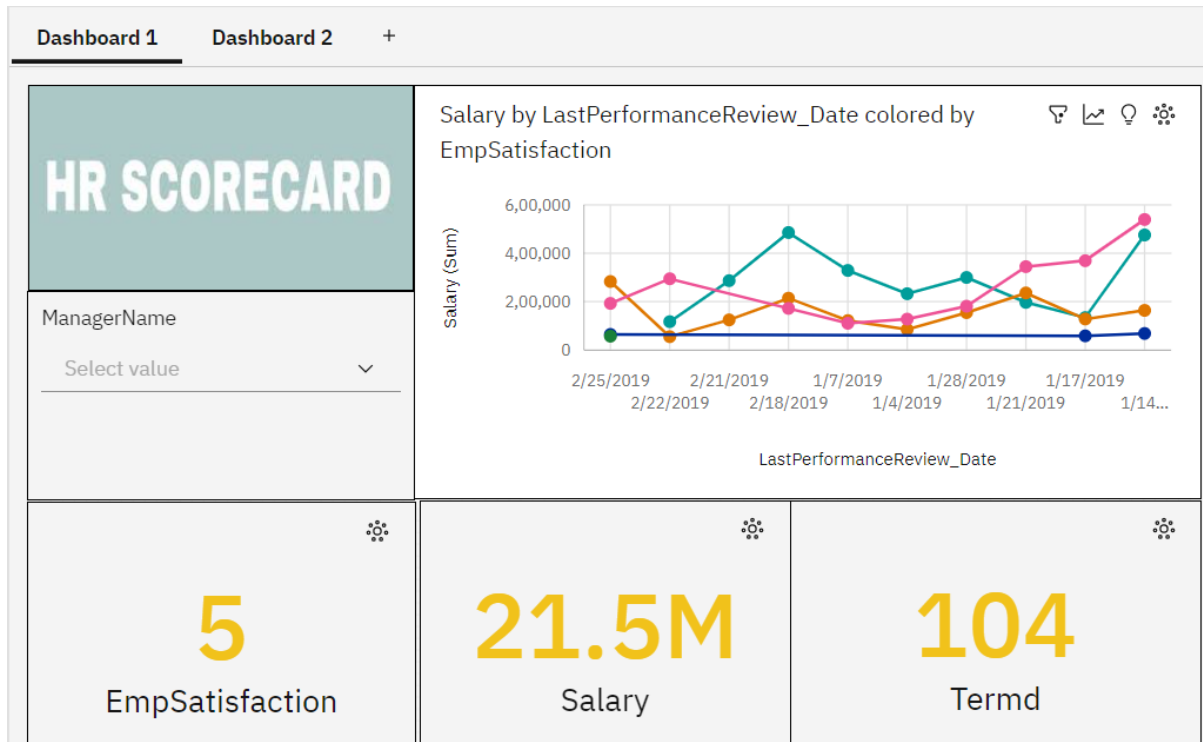 Dashboard 1 Dashboard 2 +
HR SCORECARD
ManagerName
Select value
Salary by LastPerformanceReview_Date colored by
EmpSatisfaction
Salary (Sum)
6,00,000
4,00,000
2,00,000
0
2/25/2019 2/21/2019 1/7/2019 1/28/2019 1/17/2019
2/22/2019 2/18/2019 1/4/2019 1/21/2019 1/14...
LastPerformanceReview_Date
5
EmpSatisfaction
21.5M
Salary
104
Termd